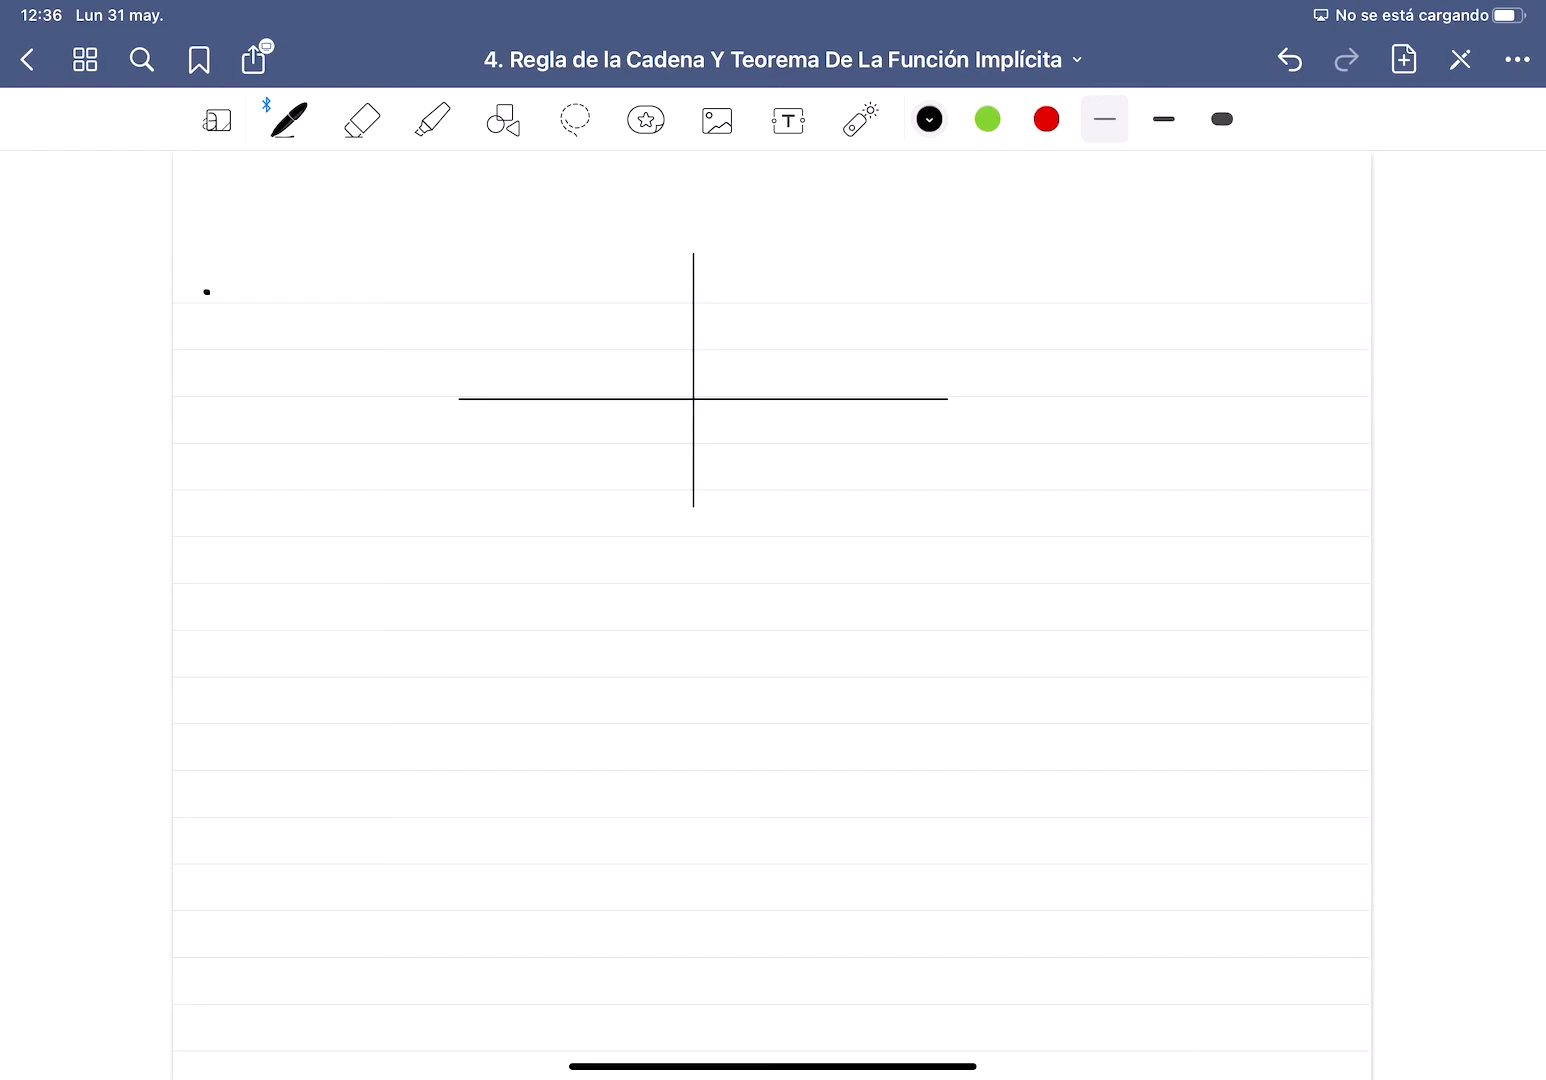 12:36 Lun 31 may.
No se está cargando
4. Regla de la Cadena Y Teorema De La Función Implícita